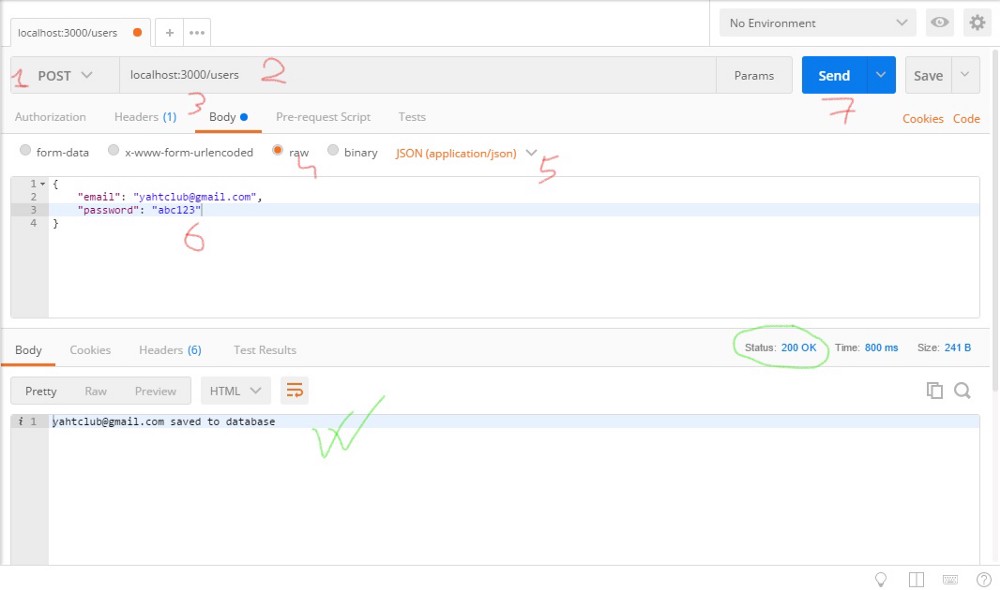 localhost:3000/users + ••• No Environment
1 POST localhost:3000/users 2 Params Send Save
3
7
Authorization Headers (1) Body Pre-request Script Tests Cookies Code
form-data x-www-form-urlencoded raw binary JSON (application/json)
4 5
1 {
2 "email": "yahtclub@gmail.com",
3 "password": "abc123"
4 }
6
Body Cookies Headers (6) Test Results Status: 200 OK Time: 800 ms Size: 241 B
Pretty Raw Preview HTML
i 1 yahtclub@gmail.com saved to database
?